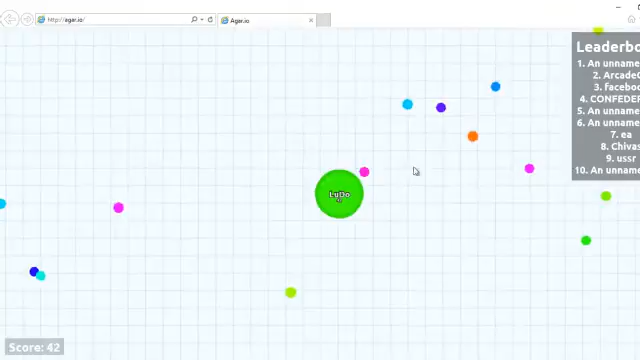 http://agar.io/
Agar.io
Leaderbo
1. An unname
2. ArcadeG
3. faceboo
4. CONFEDER
5. An unname
6. An unname
7. ea
8. Chivas
9. ussr
10. An unname
LuDo
Score: 42